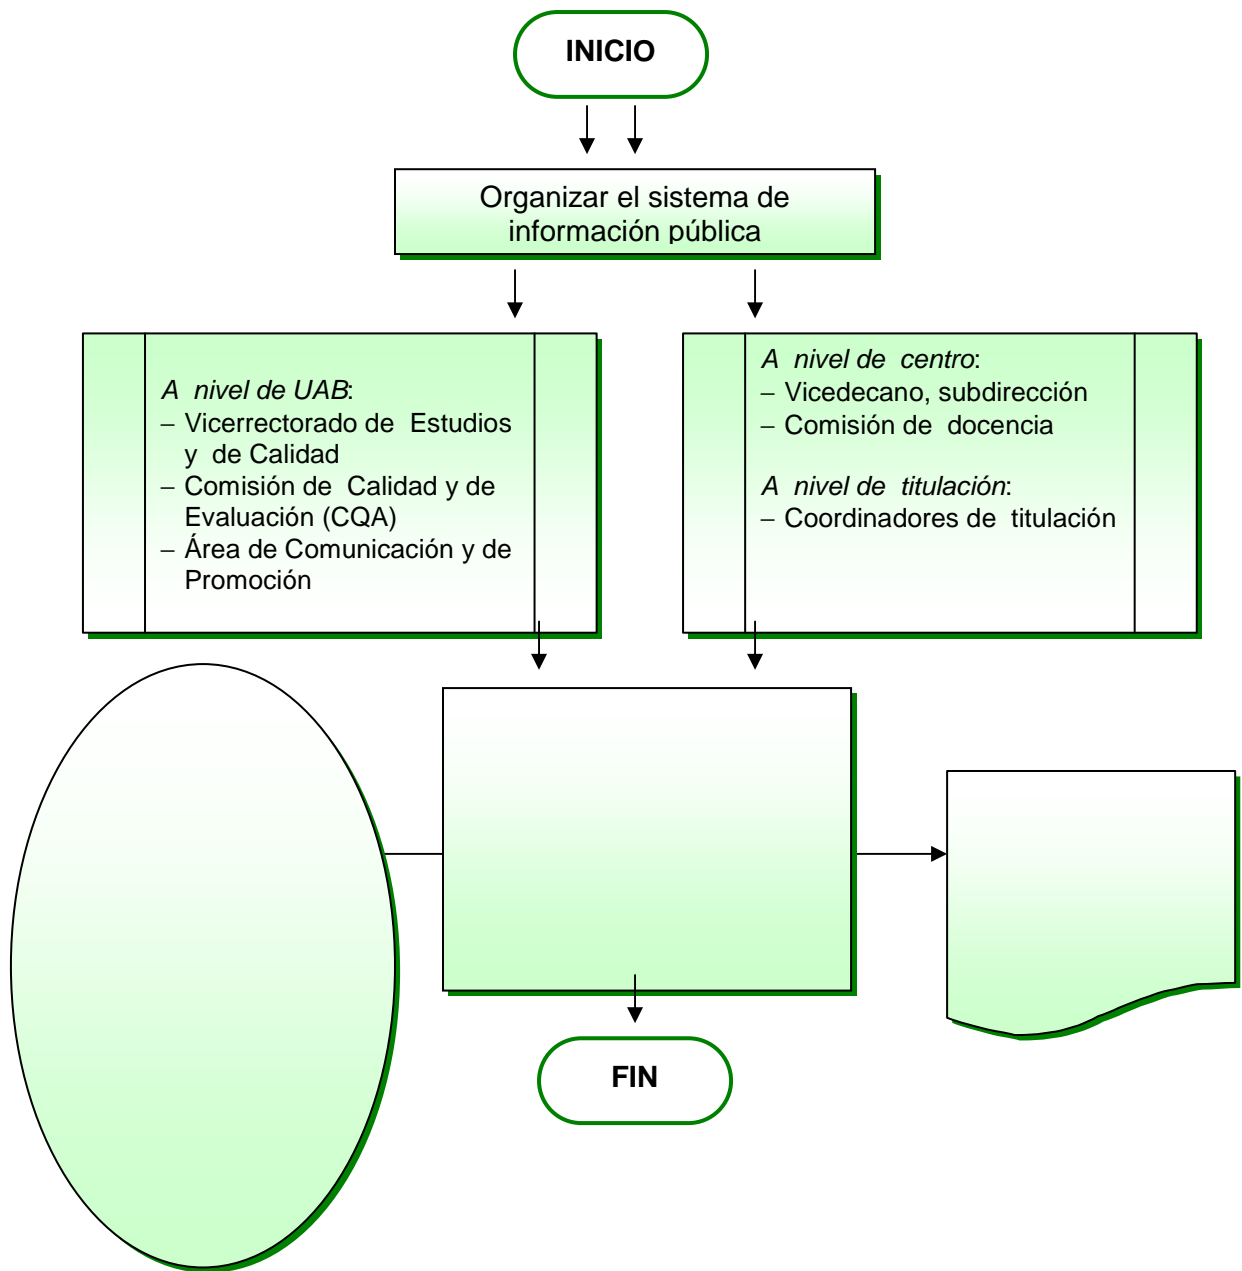 INICIO
Organizar el sistema de
información pública
A nivel de UAB:
– Vicerrectorado de Estudios
y de Calidad
– Comisión de Calidad y de
Evaluación (CQA)
– Área de Comunicación y de
Promoción
A nivel de centro:
– Vicedecano, subdirección
– Comisión de docencia
A nivel de titulación:
– Coordinadores de titulación
FIN